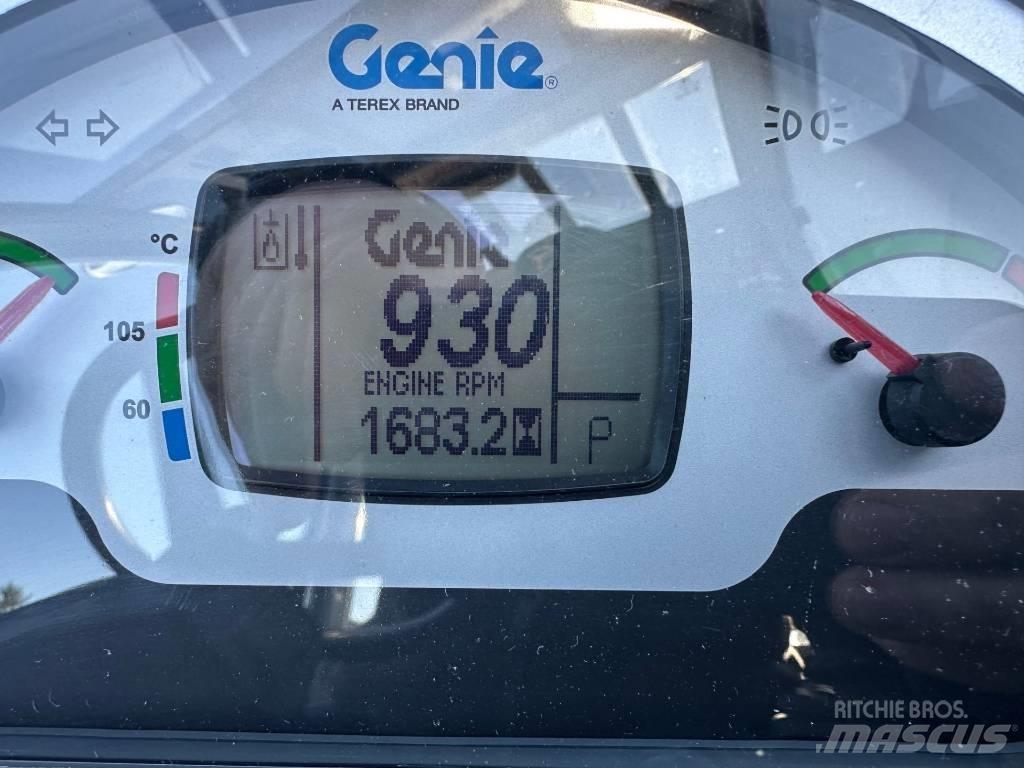 Genie®
A TEREX BRAND
°C
105
60
Genie
930
ENGINE RPM
1683.2
P
RITCHIE BROS.
MASCUS